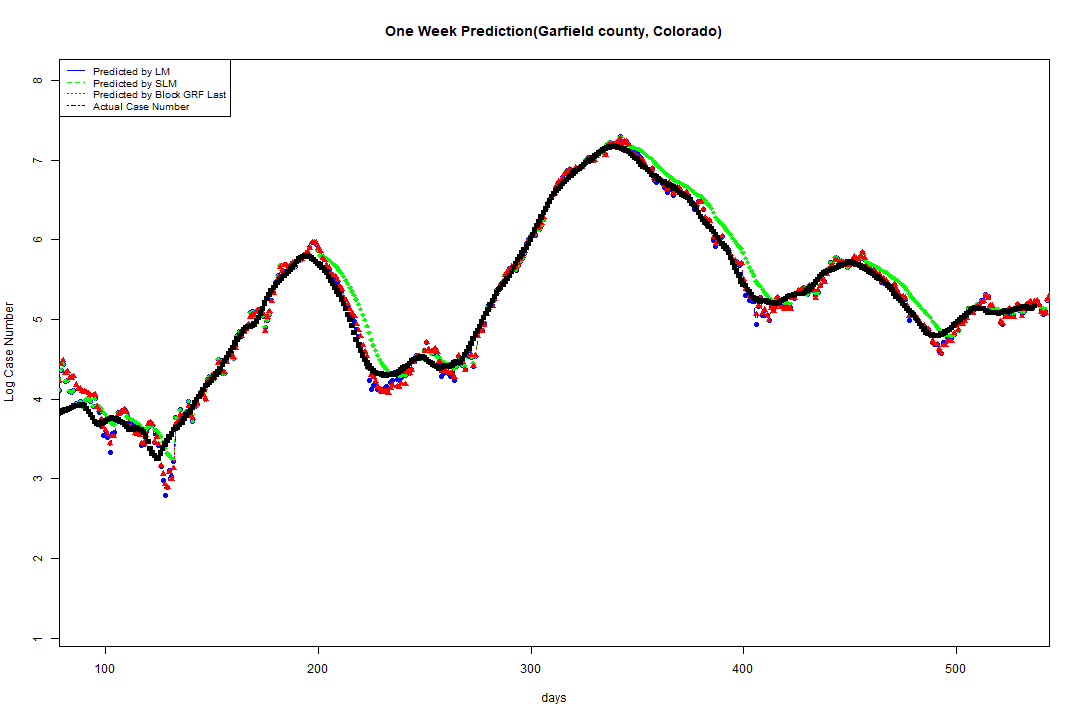 One Week Prediction(Garfield county, Colorado)
Predicted by LM
Predicted by SLM
Predicted by Block GRF Last
Actual Case Number
Log Case Number
8
7
6
5
4
3
2
1
100 200 300 400 500
days